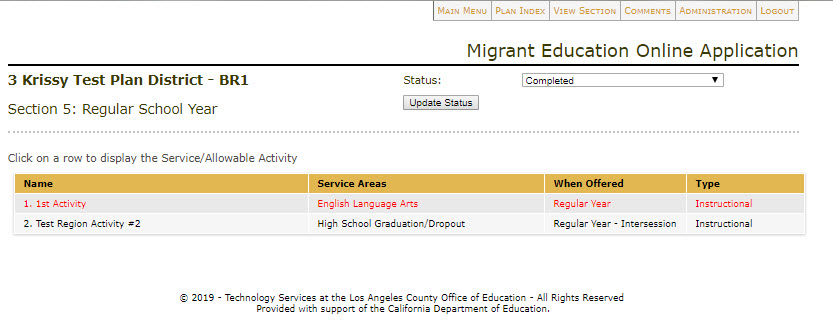 Main Menu Plan Index View Section Comments Administration Logout
Migrant Education Online Application
3 Krissy Test Plan District - BR1 Status: Completed
Update Status
Section 5: Regular School Year
Click on a row to display the Service/Allowable Activity
Name Service Areas When Offered Type
1. 1st Activity English Language Arts Regular Year Instructional
2. Test Region Activity #2 High School Graduation/Dropout Regular Year - Intersession Instructional
© 2019 - Technology Services at the Los Angeles County Office of Education - All Rights Reserved
Provided with support of the California Department of Education.